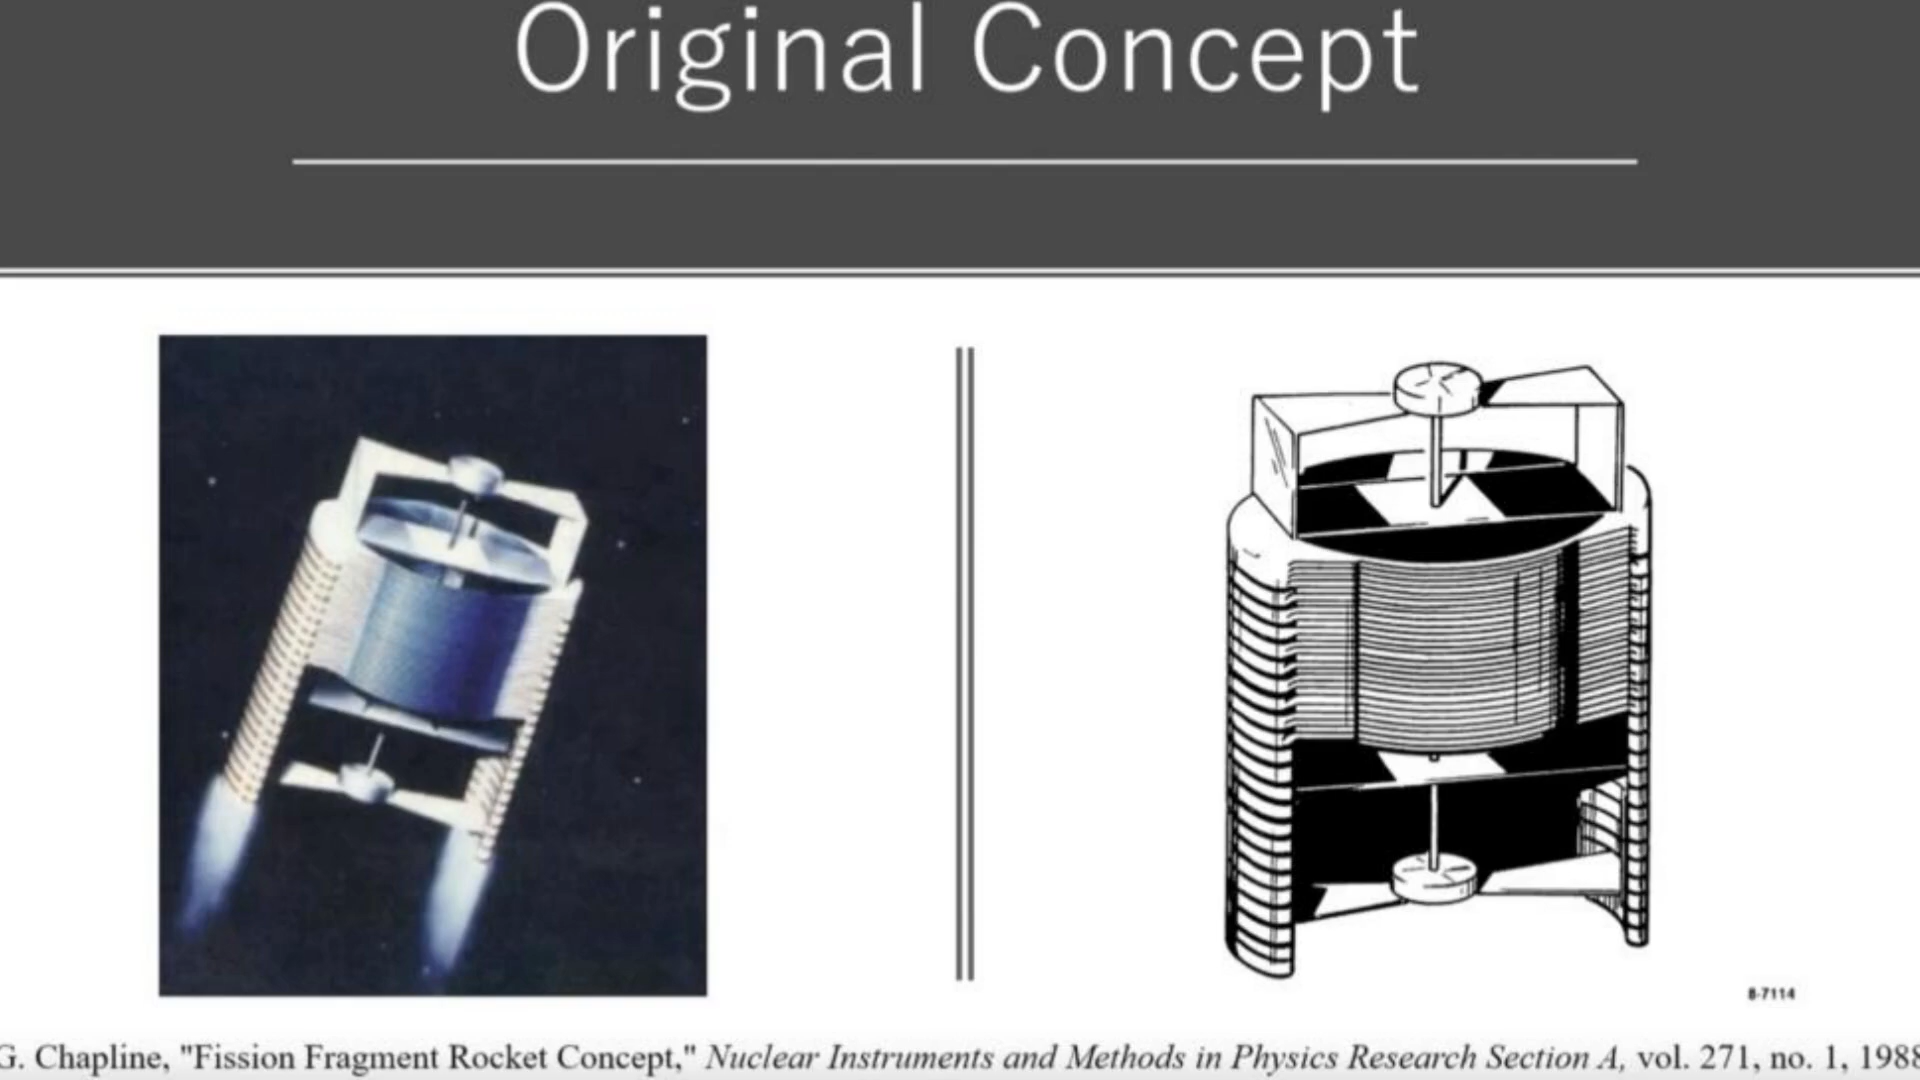 Original Concept
8-7114
G. Chapline, "Fission Fragment Rocket Concept," Nuclear Instruments and Methods in Physics Research Section A, vol. 271, no. 1, 1988